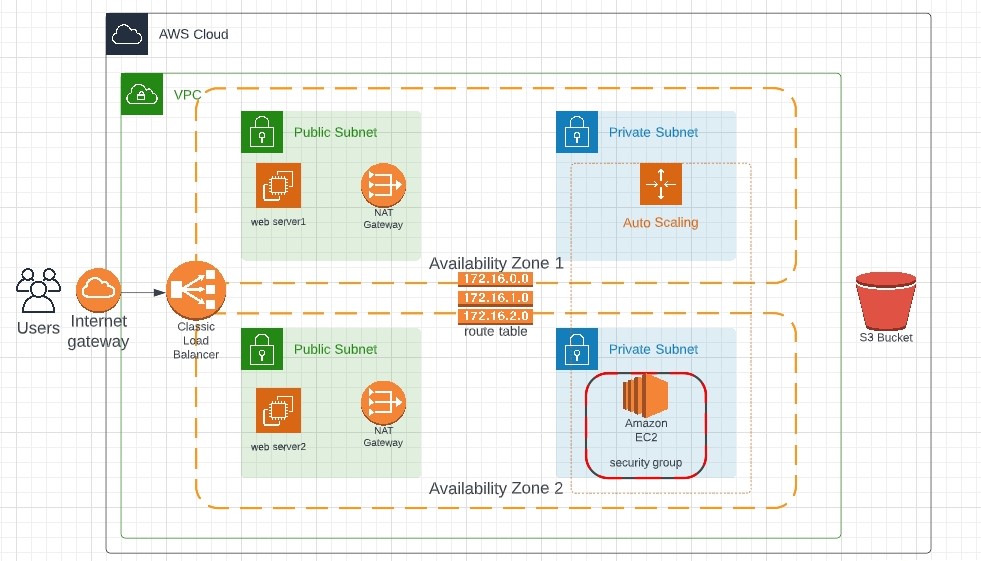 AWS Cloud
VPC
Public Subnet
Private Subnet
web server1
NAT
Gateway
Auto Scaling
Availability Zone 1
172.16.0.0
172.16.1.0
172.16.2.0
route table
Users
Internet
gateway
Classic
Load
Balancer
S3 Bucket
Public Subnet
Private Subnet
web server2
NAT
Gateway
Amazon
EC2
security group
Availability Zone 2